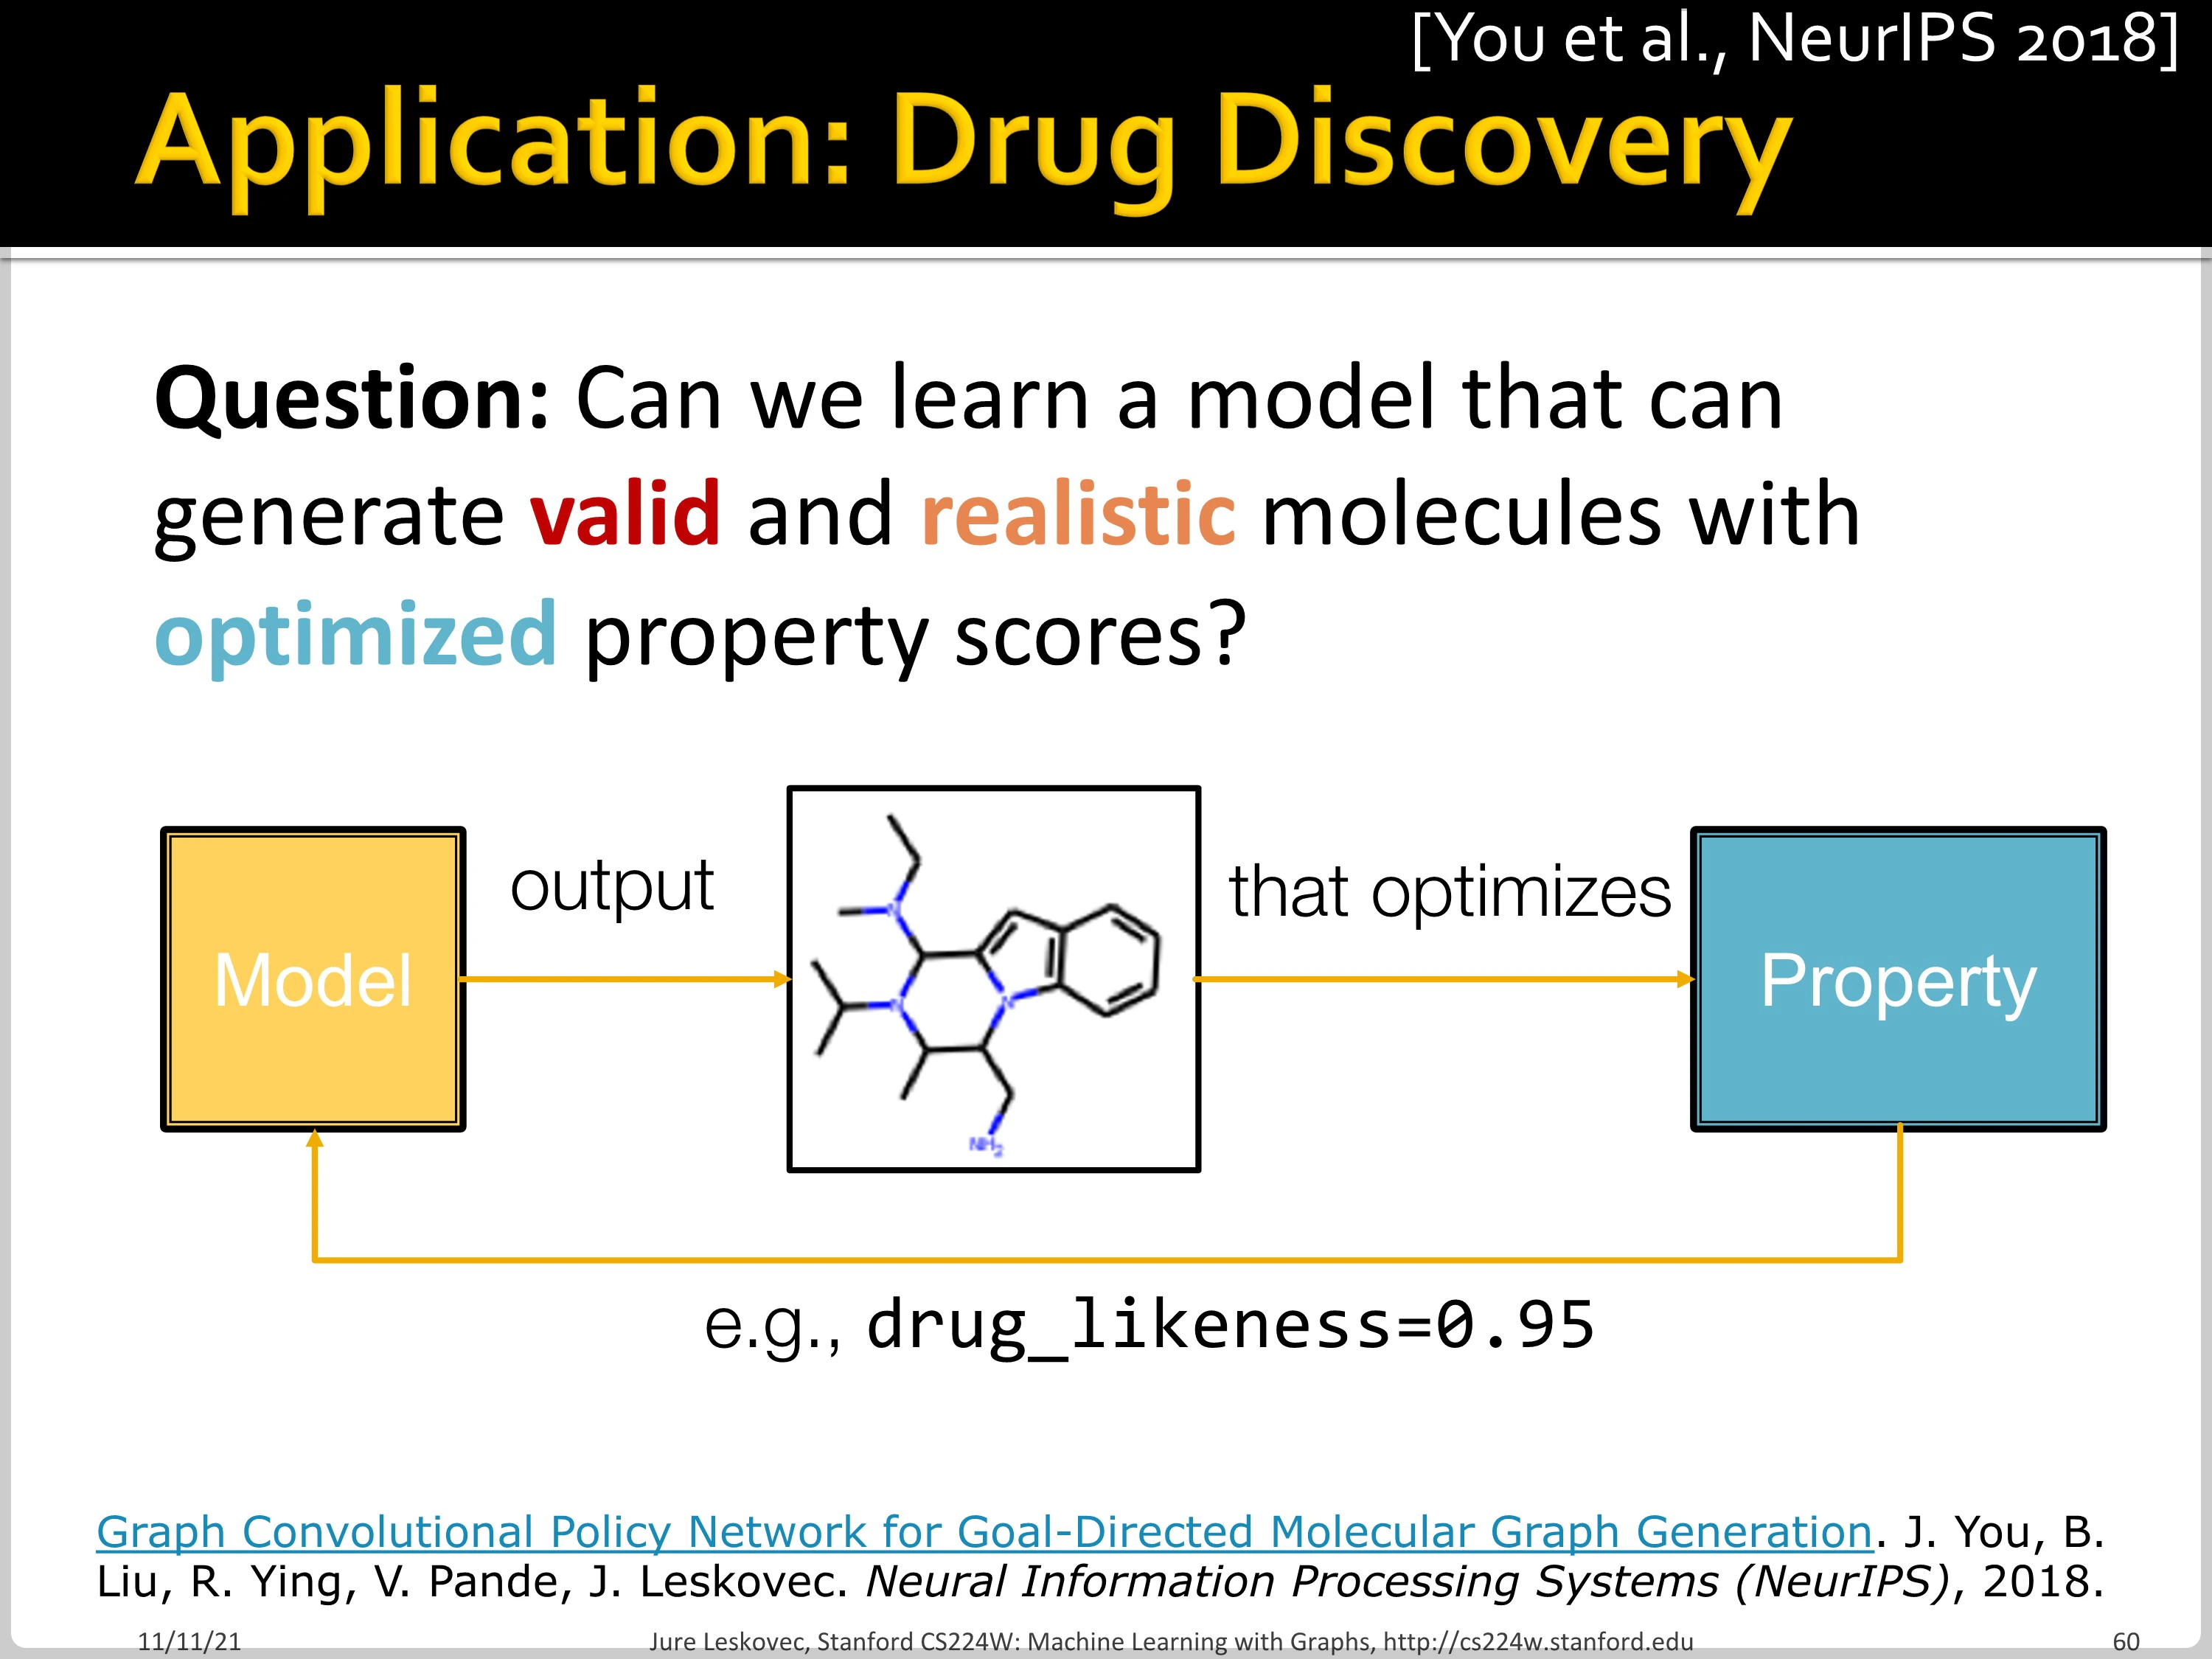 [You et al., NeurIPS 2018]
Application: Drug Discovery
Question: Can we learn a model that can
generate valid and realistic molecules with
optimized property scores?
Model
output
N
N
N
NH2
that optimizes
Property
e.g., drug_likeness=0.95
Graph Convolutional Policy Network for Goal-Directed Molecular Graph Generation. J. You, B.
Liu, R. Ying, V. Pande, J. Leskovec. Neural Information Processing Systems (NeurIPS), 2018.
11/11/21
Jure Leskovec, Stanford CS224W: Machine Learning with Graphs, http://cs224w.stanford.edu
60